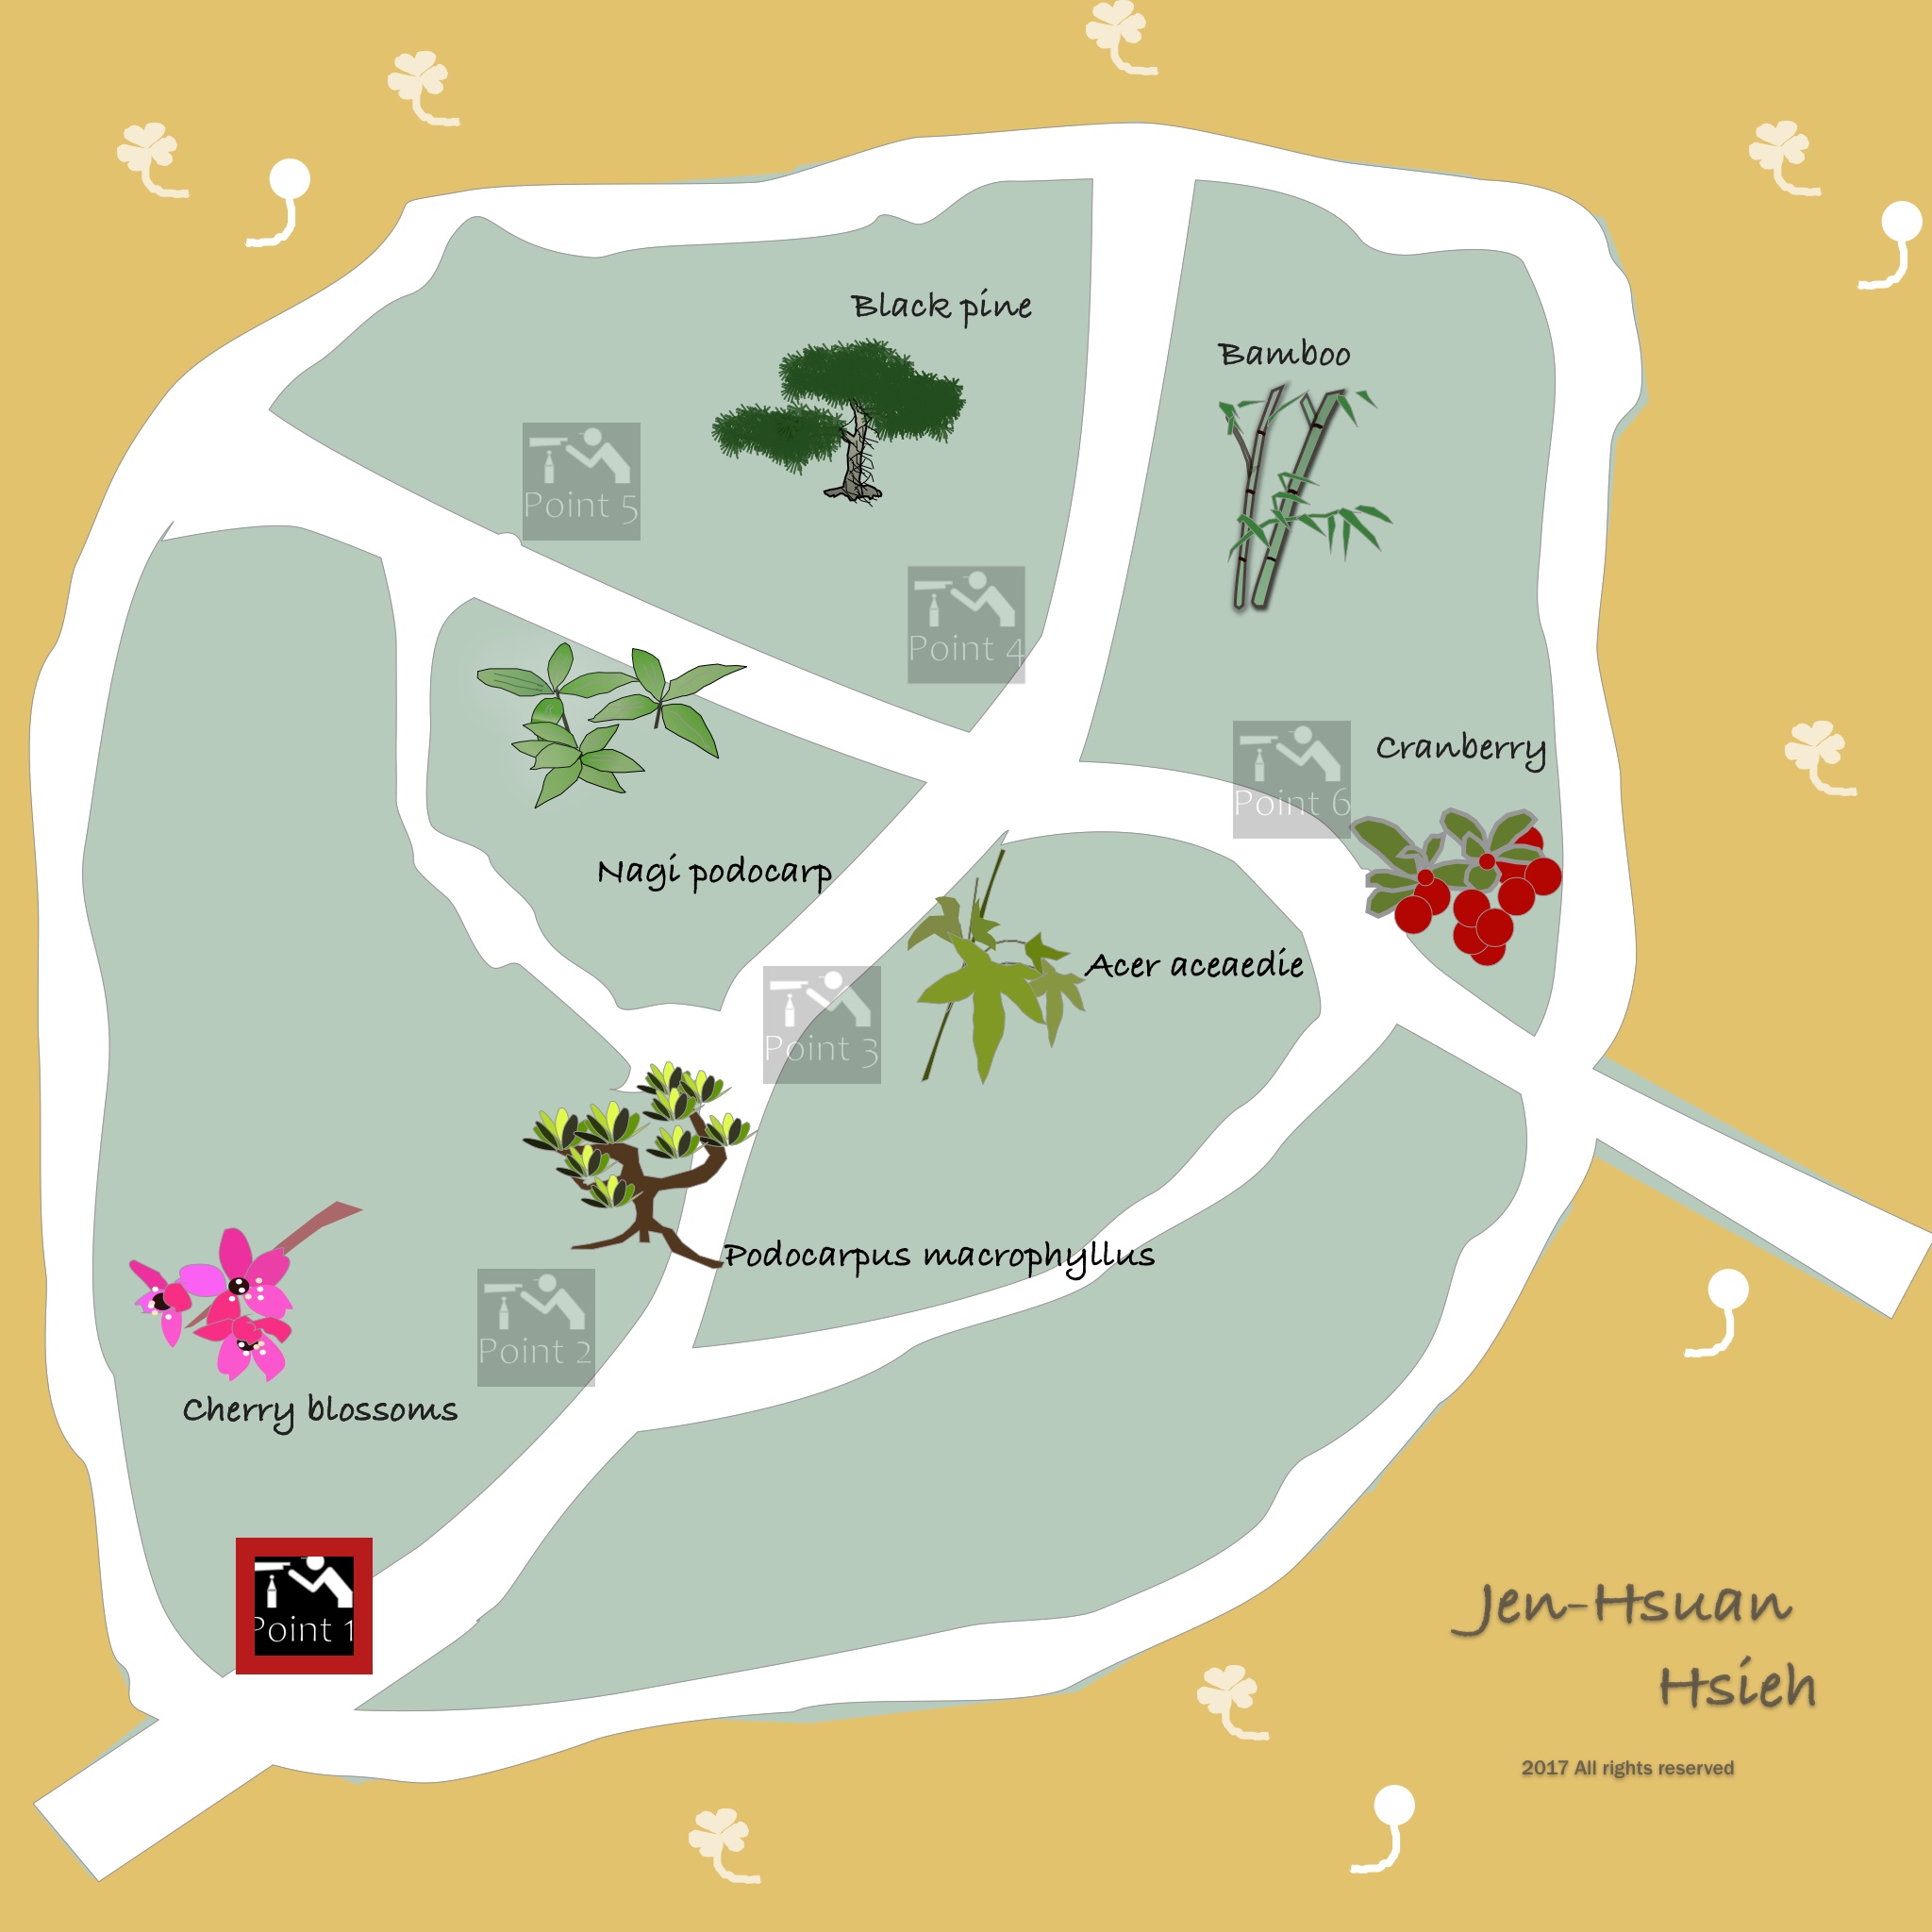 Black pine
Bamboo
Point 5
Point 4
Cranberry
Point 6
Nagi podocarp
Acer aceaedie
Point 3
Podocarpus macrophyllus
Point 2
Cherry blossoms
Point 1
Jen-Hsuan
Hsieh
2017 All rights reserved